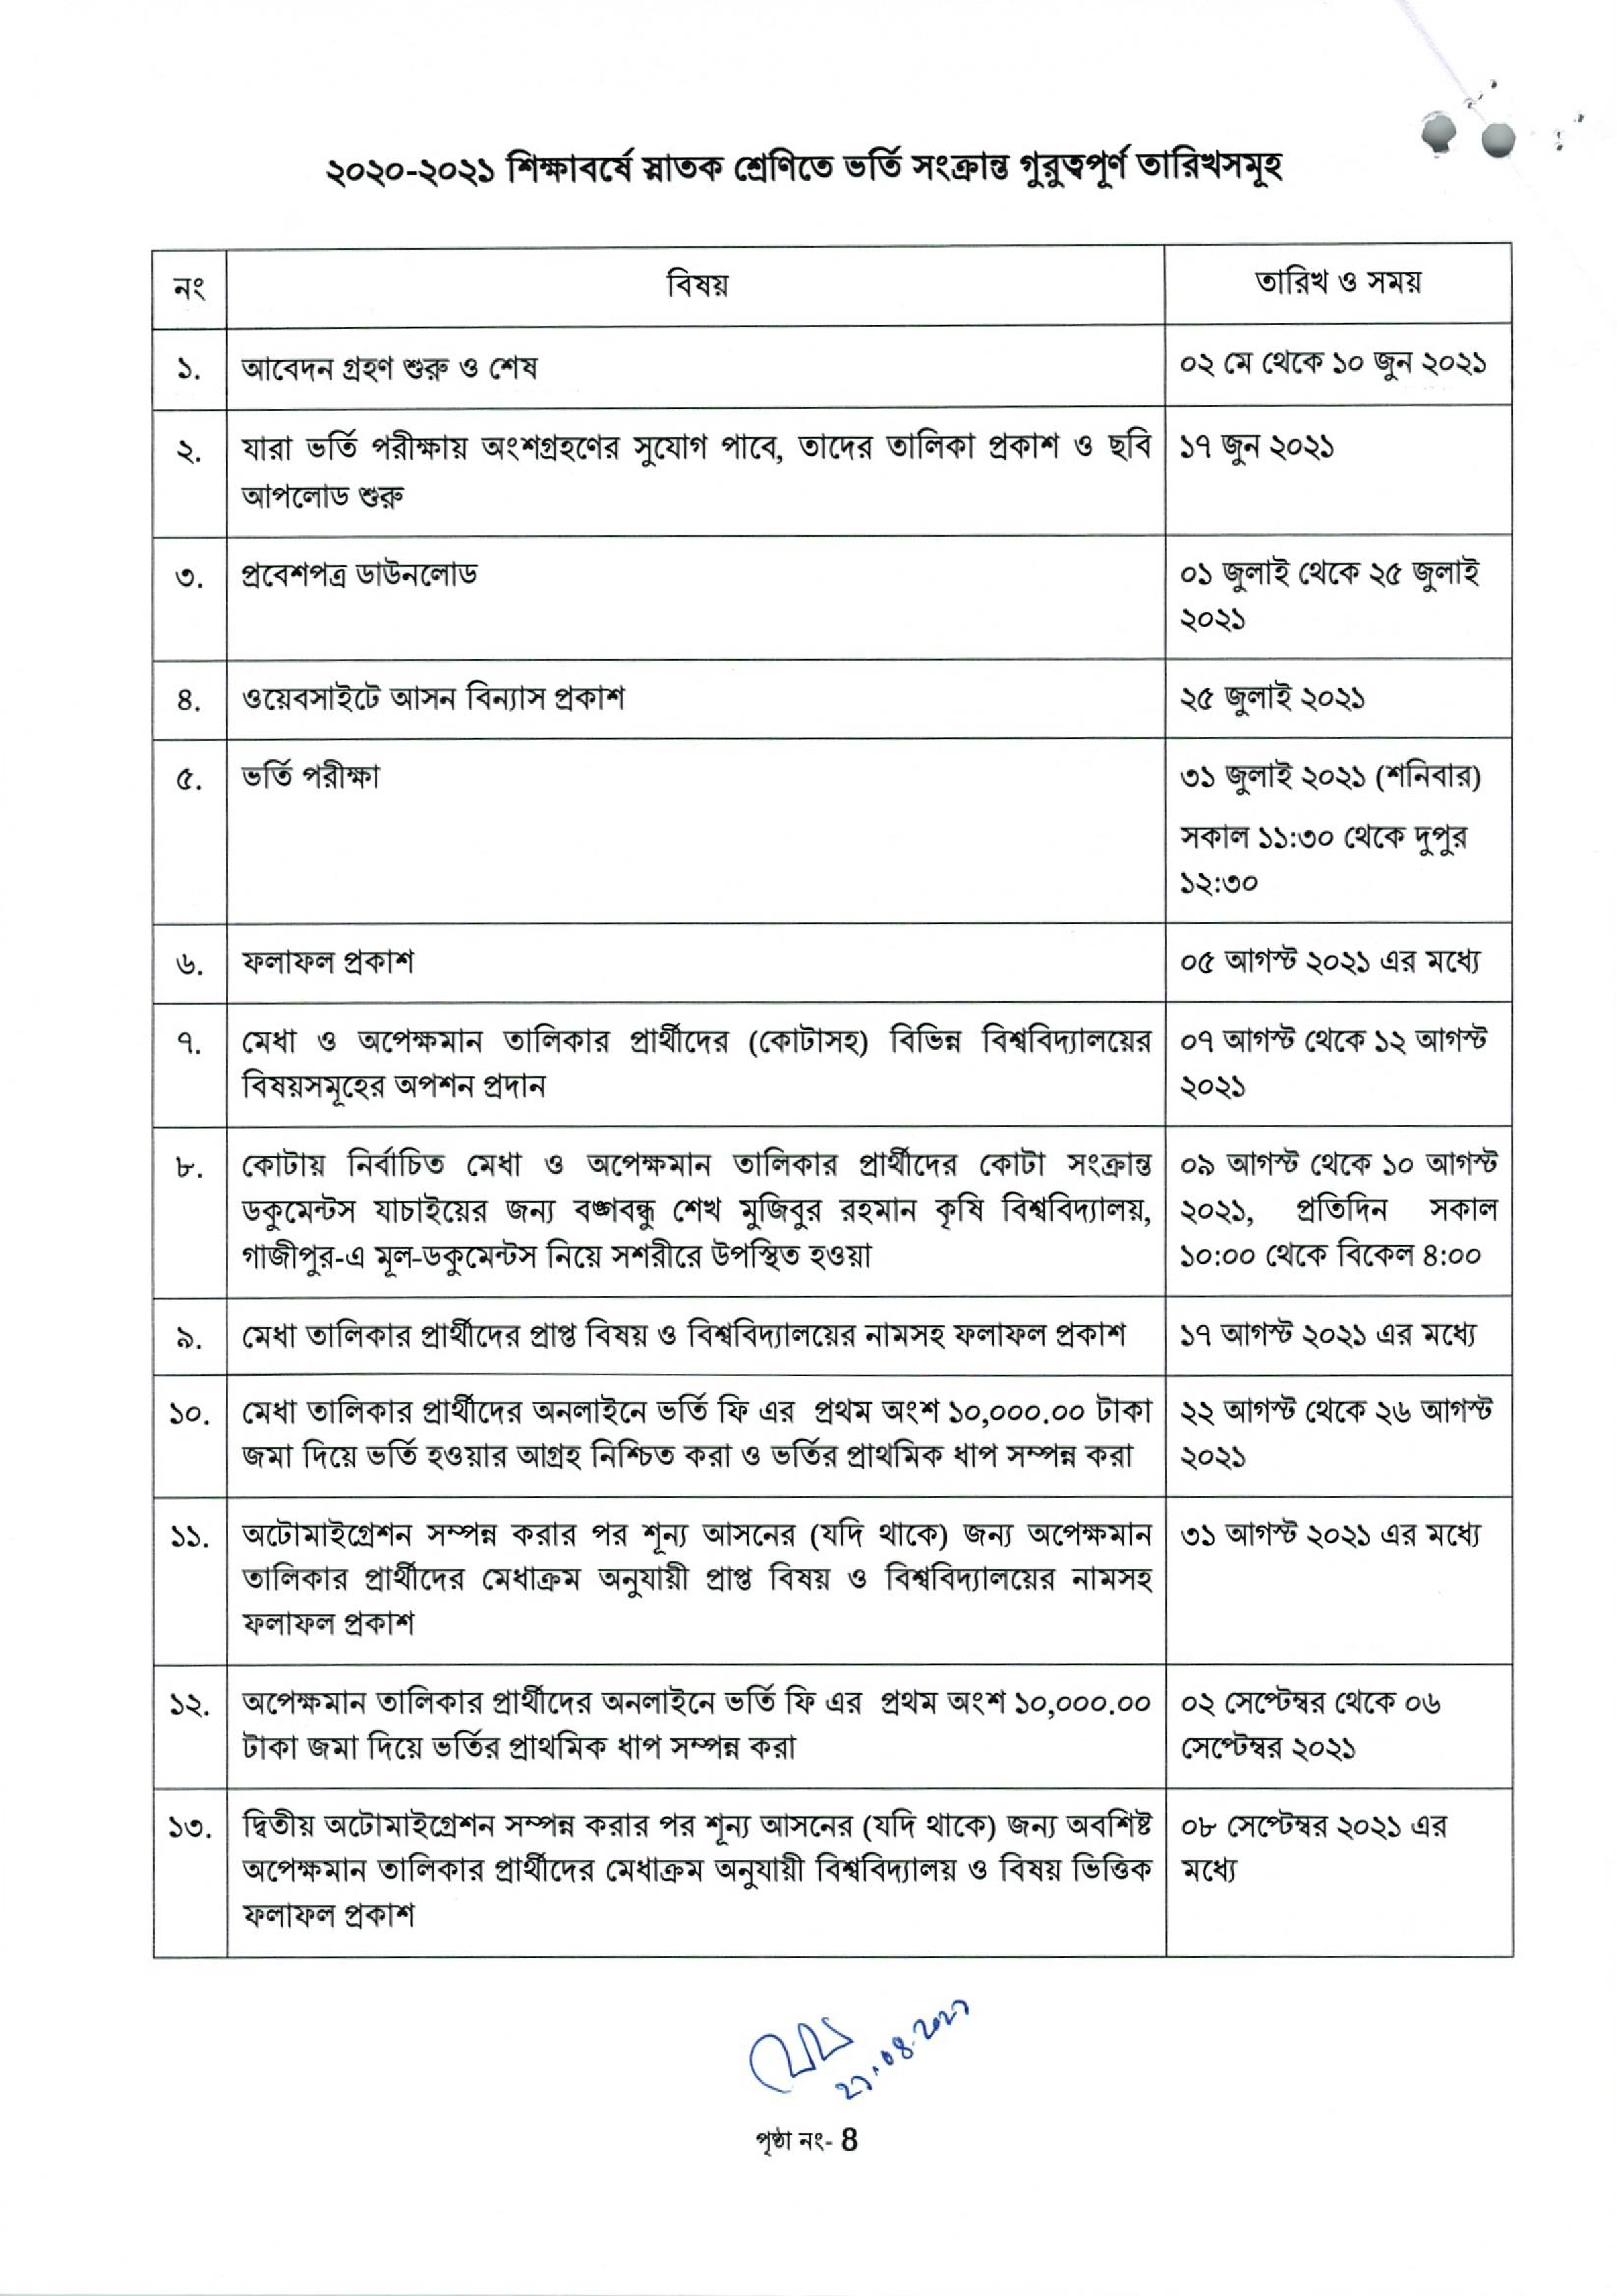 ২০২০-২০২১ শিক্ষাবর্ষে স্নাতক শ্রেণিতে ভর্তি সংক্রান্ত গুরুত্বপূর্ণ তারিখসমূহ
নং বিষয় তারিখ ও সময়
১. আবেদন গ্রহণ শুরু ও শেষ ০২ মে থেকে ১০ জুন ২০২১
২. যারা ভর্তি পরীক্ষায় অংশগ্রহণের সুযোগ পাবে, তাদের তালিকা প্রকাশ ও ছবি ১৭ জুন ২০২১
আপলোড শুরু
৩. প্রবেশপত্র ডাউনলোড ০১ জুলাই থেকে ২৫ জুলাই
২০২১
৪. ওয়েবসাইটে আসন বিন্যাস প্রকাশ ২৫ জুলাই ২০২১
৫. ভর্তি পরীক্ষা ৩১ জুলাই ২০২১ (শনিবার)
সকাল ১১:৩০ থেকে দুপুর
১২:৩০
৬. ফলাফল প্রকাশ ০৫ আগস্ট ২০২১ এর মধ্যে
৭. মেধা ও অপেক্ষমান তালিকার প্রার্থীদের (কোটাসহ) বিভিন্ন বিশ্ববিদ্যালয়ের ০৭ আগস্ট থেকে ১২ আগস্ট
বিষয়সমূহের অপশন প্রদান ২০২১
৮. কোটায় নির্বাচিত মেধা ও অপেক্ষমান তালিকার প্রার্থীদের কোটা সংক্রান্ত ০৯ আগস্ট থেকে ১০ আগস্ট
ডকুমেন্টস যাচাইয়ের জন্য বঙ্গবন্ধু শেখ মুজিবুর রহমান কৃষি বিশ্ববিদ্যালয়, ২০২১, প্রতিদিন সকাল
গাজীপুর-এ মূল-ডকুমেন্টস নিয়ে সশরীরে উপস্থিত হওয়া ১০:০০ থেকে বিকেল ৪:০০
৯. মেধা তালিকার প্রার্থীদের প্রাপ্ত বিষয় ও বিশ্ববিদ্যালয়ের নামসহ ফলাফল প্রকাশ ১৭ আগস্ট ২০২১ এর মধ্যে
১০. মেধা তালিকার প্রার্থীদের অনলাইনে ভর্তি ফি এর প্রথম অংশ ১০,০০০.০০ টাকা ২২ আগস্ট থেকে ২৬ আগস্ট
জমা দিয়ে ভর্তি হওয়ার আগ্রহ নিশ্চিত করা ও ভর্তির প্রাথমিক ধাপ সম্পন্ন করা ২০২১
১১. অটোমাইগ্রেশন সম্পন্ন করার পর শূন্য আসনের (যদি থাকে) জন্য অপেক্ষমান ৩১ আগস্ট ২০২১ এর মধ্যে
তালিকার প্রার্থীদের মেধাক্রম অনুযায়ী প্রাপ্ত বিষয় ও বিশ্ববিদ্যালয়ের নামসহ
ফলাফল প্রকাশ
১২. অপেক্ষমান তালিকার প্রার্থীদের অনলাইনে ভর্তি ফি এর প্রথম অংশ ১০,০০০.০০ ০২ সেপ্টেম্বর থেকে ০৬
টাকা জমা দিয়ে ভর্তির প্রাথমিক ধাপ সম্পন্ন করা সেপ্টেম্বর ২০২১
১৩. দ্বিতীয় অটোমাইগ্রেশন সম্পন্ন করার পর শূন্য আসনের (যদি থাকে) জন্য অবশিষ্ট ০৮ সেপ্টেম্বর ২০২১ এর
অপেক্ষমান তালিকার প্রার্থীদের মেধাক্রম অনুযায়ী বিশ্ববিদ্যালয় ও বিষয় ভিত্তিক মধ্যে
ফলাফল প্রকাশ
২১.০৪.২০২১
পৃষ্ঠা নং- 8